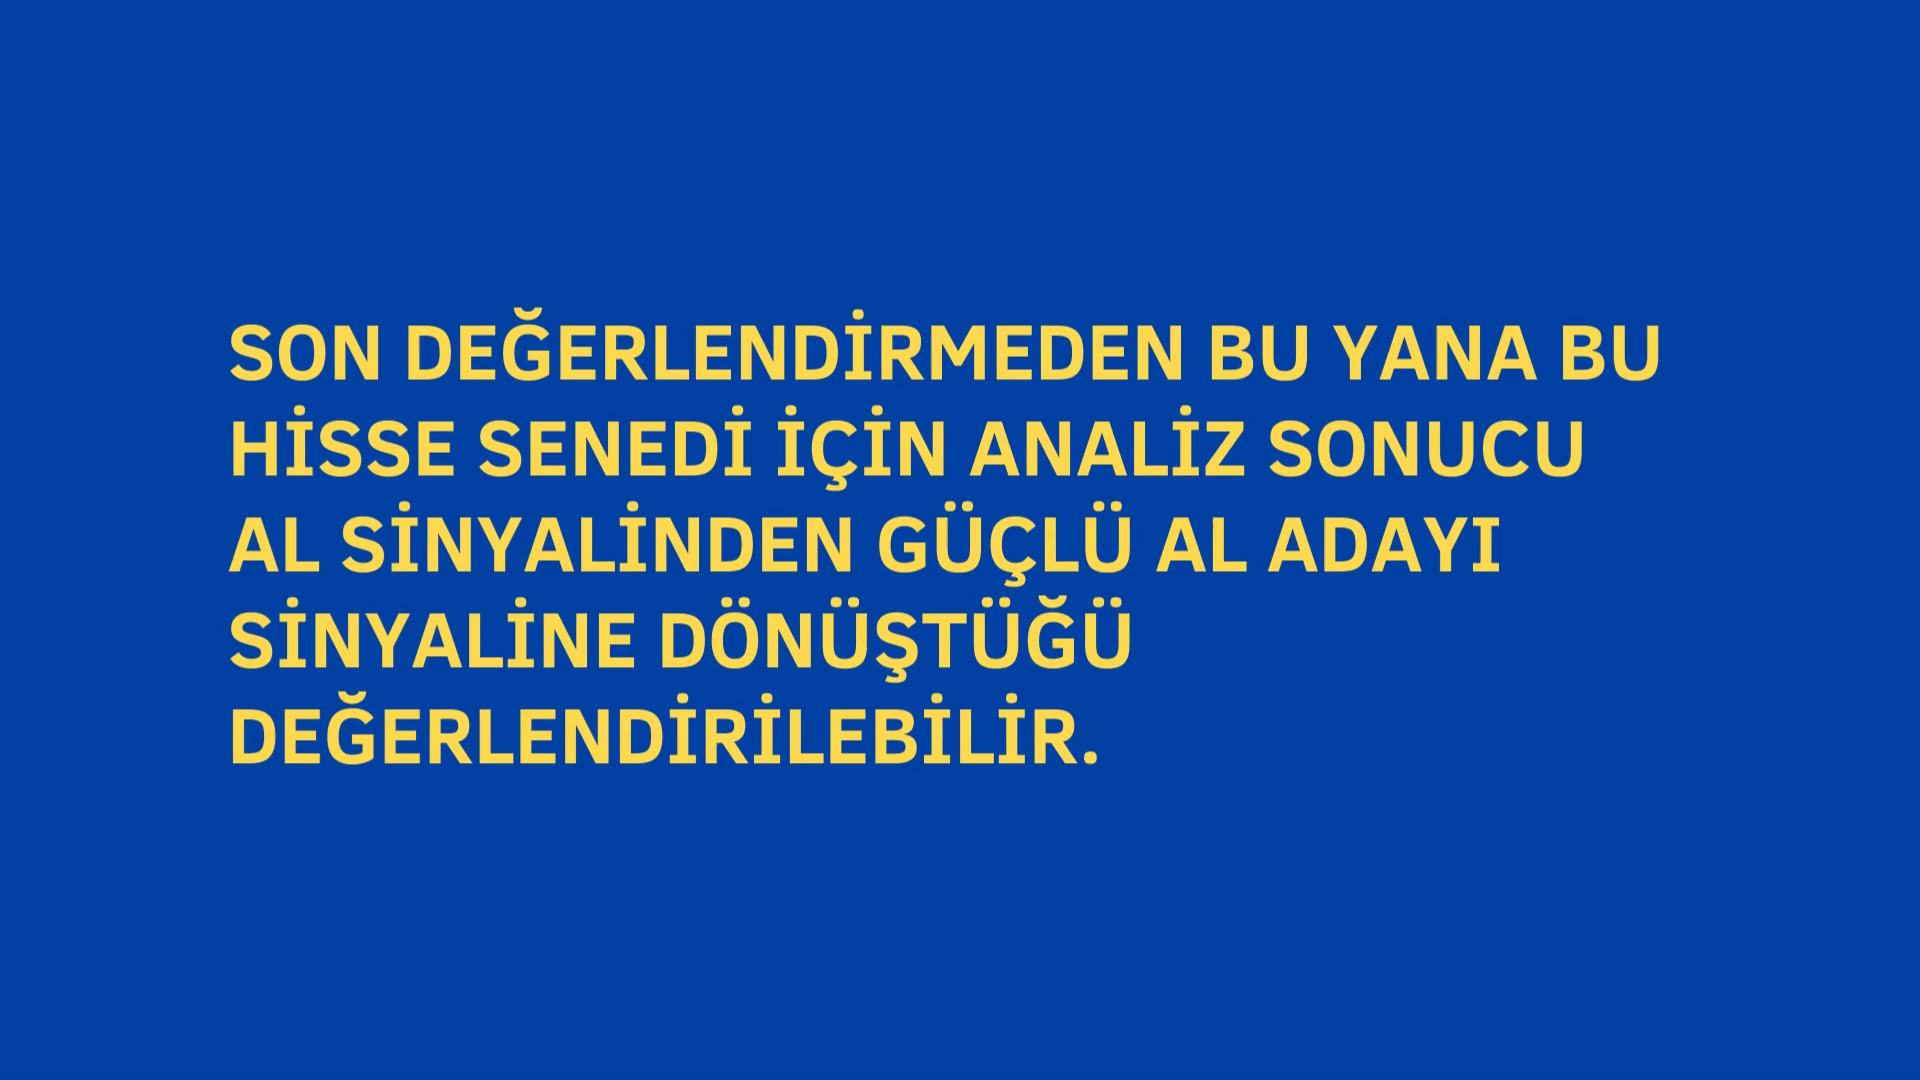 SON DEĞERLENDİRMEDEN BU YANA BU
HİSSE SENEDİ İÇİN ANALİZ SONUCU
AL SİNYALİNDEN GÜÇLÜ AL ADAYI
SİNYALİNE DÖNÜŞTÜĞÜ
DEĞERLENDİRİLEBİLİR.